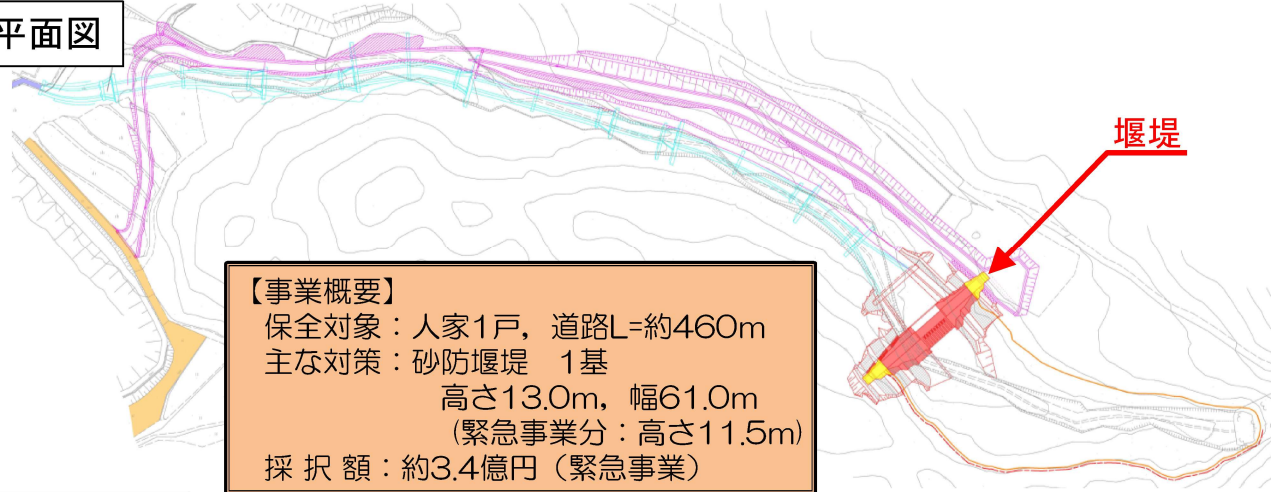 平面図
堰堤
【事業概要】
保全対象：人家1戸，道路L=約460m
主な対策：砂防堰堤　1基
高さ13.0m，幅61.0m
(緊急事業分：高さ11.5m)
採 択 額：約3.4億円（緊急事業）